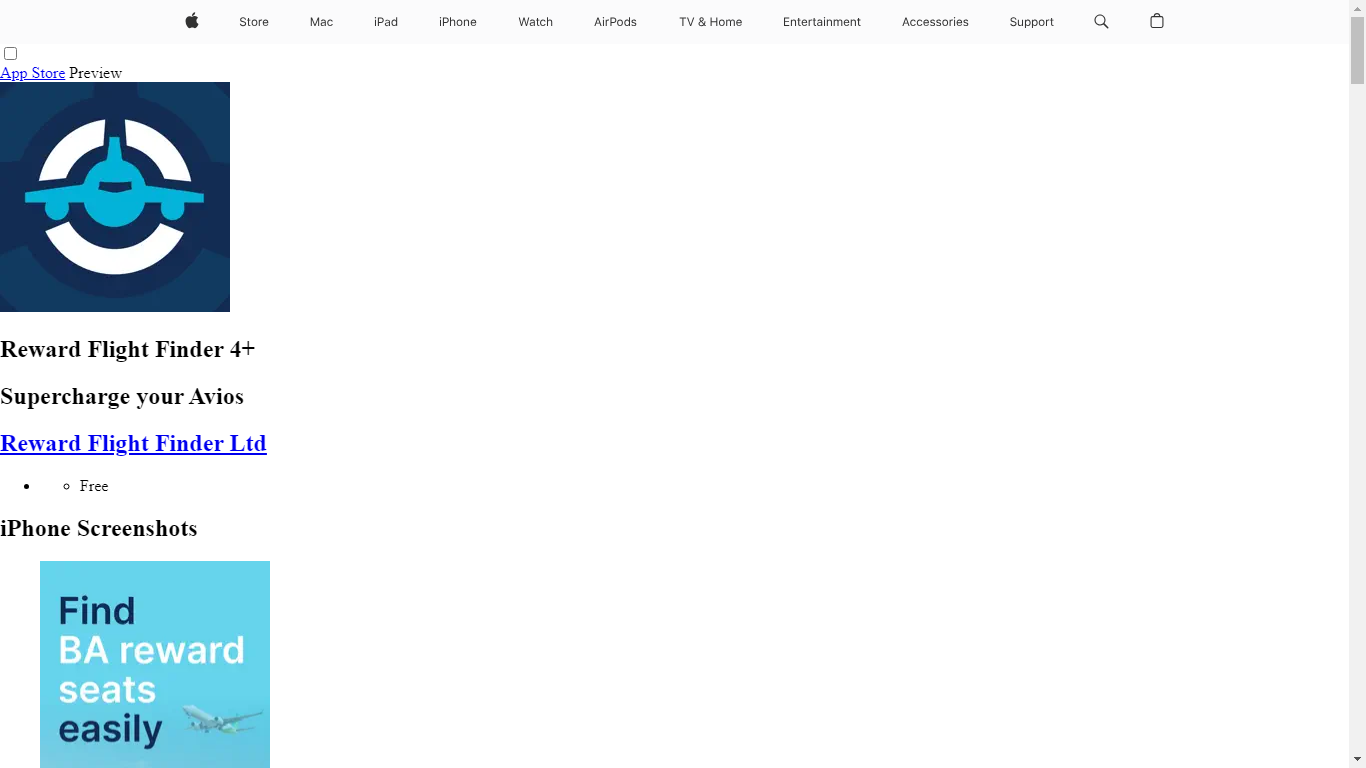 Store Mac iPad iPhone Watch AirPods TV & Home Entertainment Accessories Support
App Store Preview
Reward Flight Finder 4+
Supercharge your Avios
Reward Flight Finder Ltd
Free
iPhone Screenshots
Find
BA reward
seats
easily